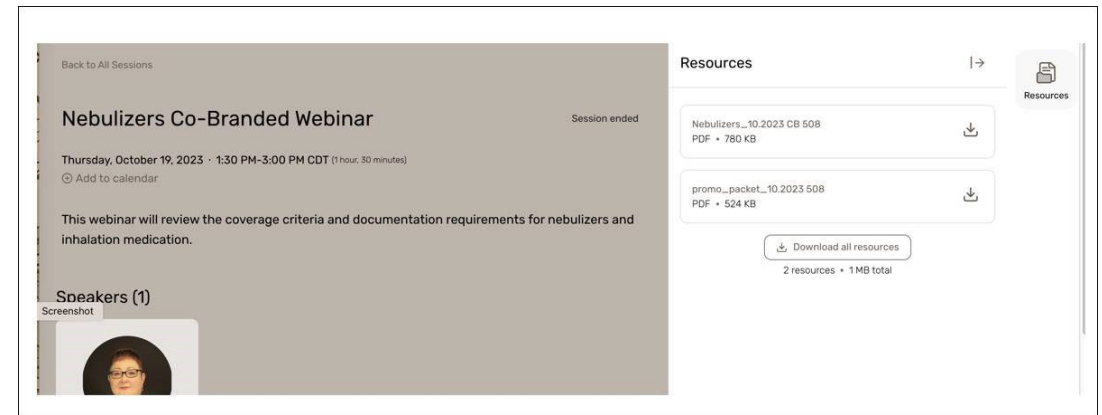 Back to All Sessions
Nebulizers Co-Branded Webinar
Session ended
Thursday, October 19, 2023 · 1:30 PM-3:00 PM CDT (1 hour, 30 minutes)
Add to calendar
This webinar will review the coverage criteria and documentation requirements for nebulizers and
inhalation medication.
Speakers (1)
Screenshot
Resources
Nebulizers_10.2023 CB 508
PDF • 780 KB
promo_packet_10.2023 508
PDF • 524 KB
Download all resources
2 resources • 1 MB total
Resources